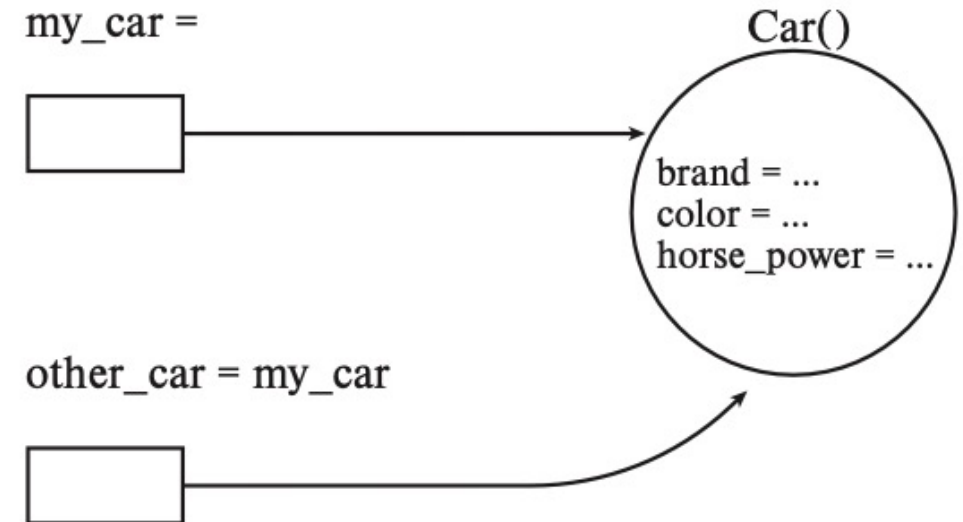 my_car =
Car()
brand = ...
color = ...
horse_power = ...
other_car = my_car